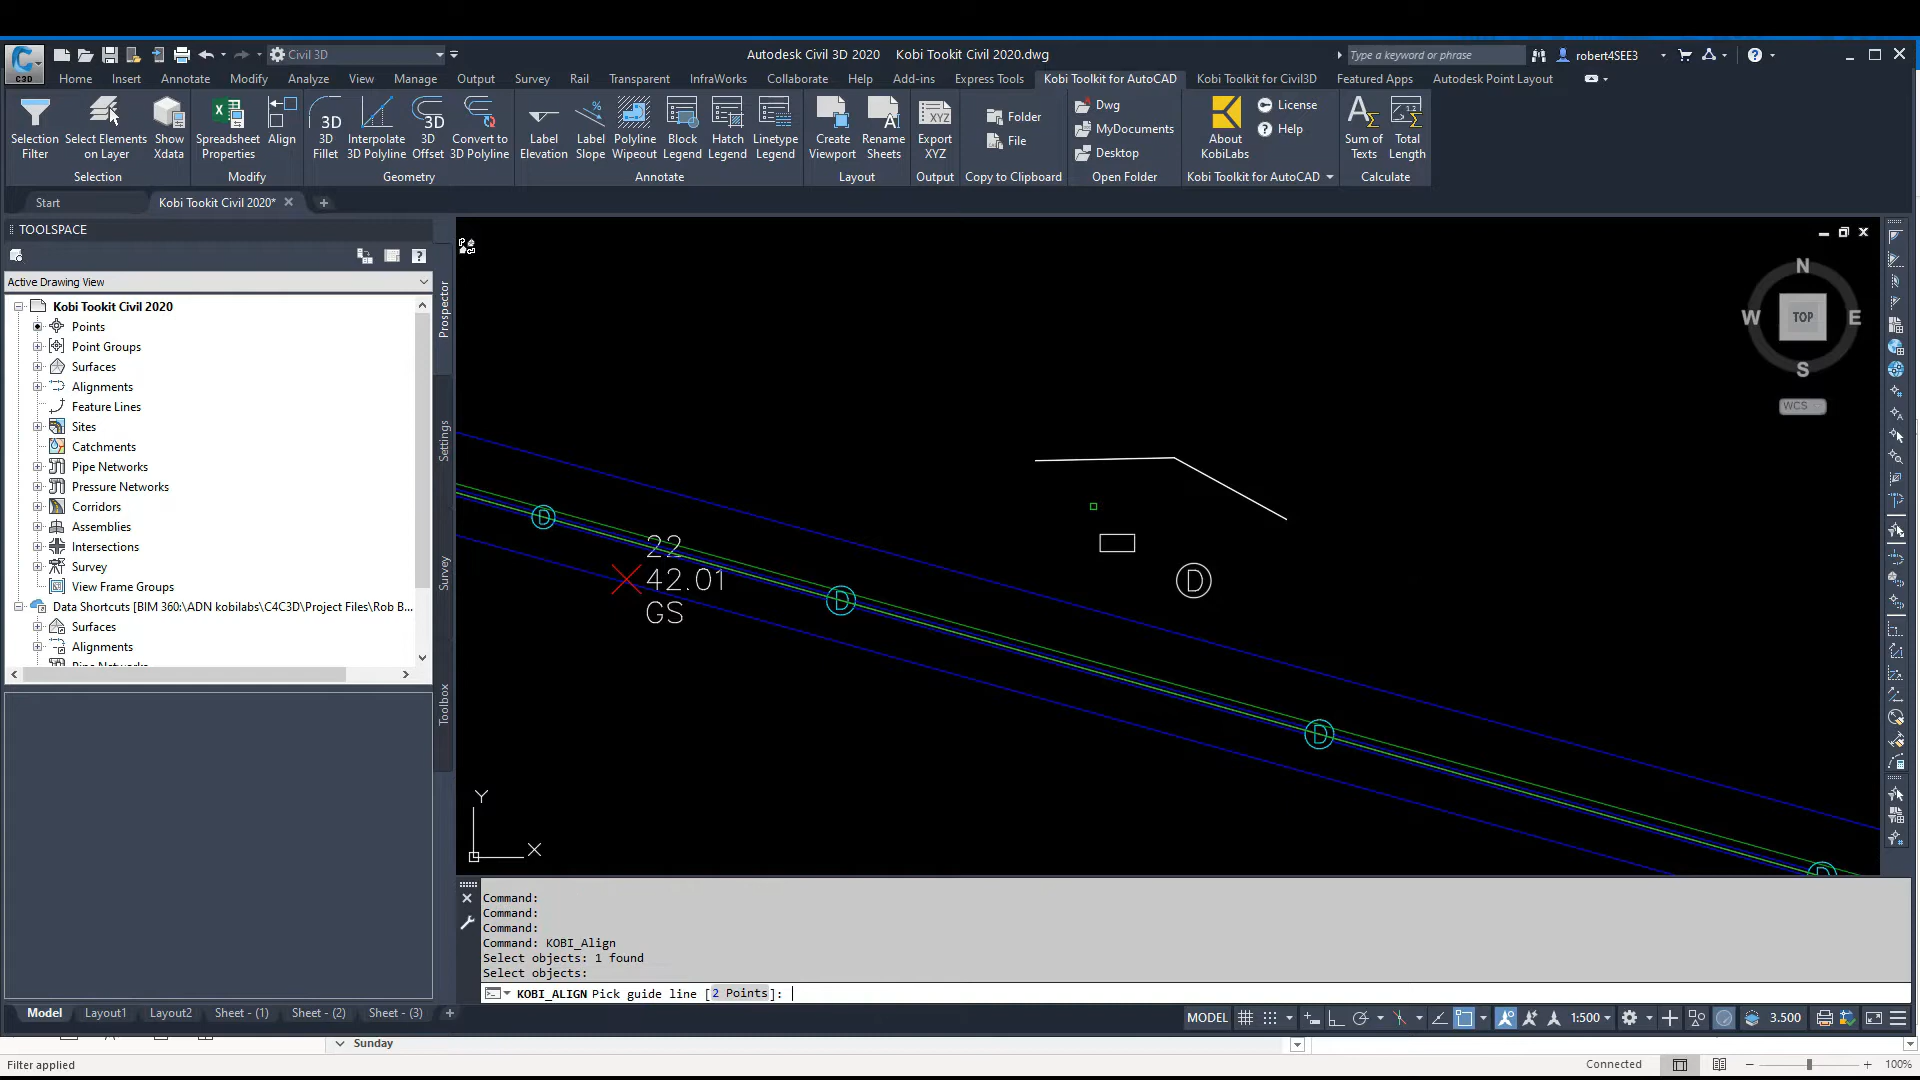 Civil 3D
Autodesk Civil 3D 2020 Kobi Tookit Civil 2020.dwg
Type a keyword or phrase
robert4SEE3
C3D
Home Insert Annotate Modify Analyze View Manage Output Survey Rail Transparent InfraWorks Collaborate Help Add-ins Express Tools Kobi Toolkit for AutoCAD Kobi Toolkit for Civil3D Featured Apps Autodesk Point Layout
Selection Filter
Select Elements on Layer
Show Xdata
Spreadsheet Properties
Align
3D Fillet
Interpolate 3D Polyline
3D Offset
Convert to 3D Polyline
Label Elevation
Label Slope
Polyline Wipeout
Block Legend
Hatch Legend
Linetype Legend
Create Viewport
Rename Sheets
Export XYZ
Folder
File
Dwg
MyDocuments
Desktop
About KobiLabs
License
Help
Sum of Texts
Total Length
Selection Modify Geometry Annotate Layout Output Copy to Clipboard Open Folder Kobi Toolkit for AutoCAD Calculate
Start
Kobi Tookit Civil 2020*
TOOLSPACE
Active Drawing View
Kobi Tookit Civil 2020
Points
Point Groups
Surfaces
Alignments
Feature Lines
Sites
Catchments
Pipe Networks
Pressure Networks
Corridors
Assemblies
Intersections
Survey
View Frame Groups
Data Shortcuts [BIM 360:\ADN kobilabs\C4C3D\Project Files\Rob B...
Surfaces
Alignments
Prospector
Settings
Survey
Toolbox
N
W
TOP
E
S
WCS
D
22
42.01
GS
D
D
D
D
Y
X
Command:
Command:
Command:
Command: KOBI_Align
Select objects: 1 found
Select objects:
KOBI_ALIGN Pick guide line [2 Points]:
Model Layout1 Layout2 Sheet - (1) Sheet - (2) Sheet - (3)
MODEL
1:500
3.500
Sunday
Filter applied
Connected
100%